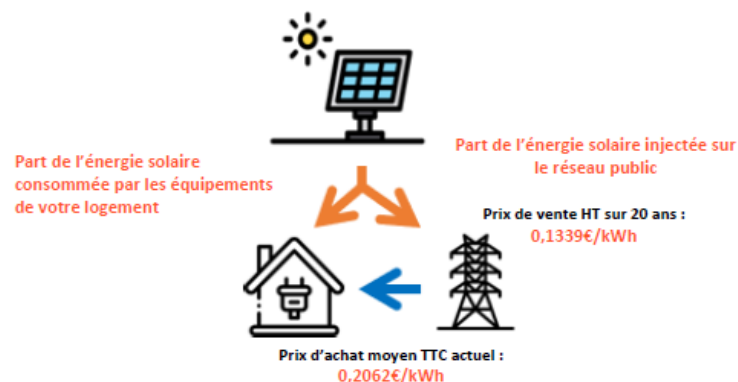 Part de l'énergie solaire
consommée par les équipements
de votre logement
Part de l'énergie solaire injectée sur
le réseau public
Prix de vente HT sur 20 ans :
0,1339€/kWh
Prix d'achat moyen TTC actuel :
0,2062€/kWh